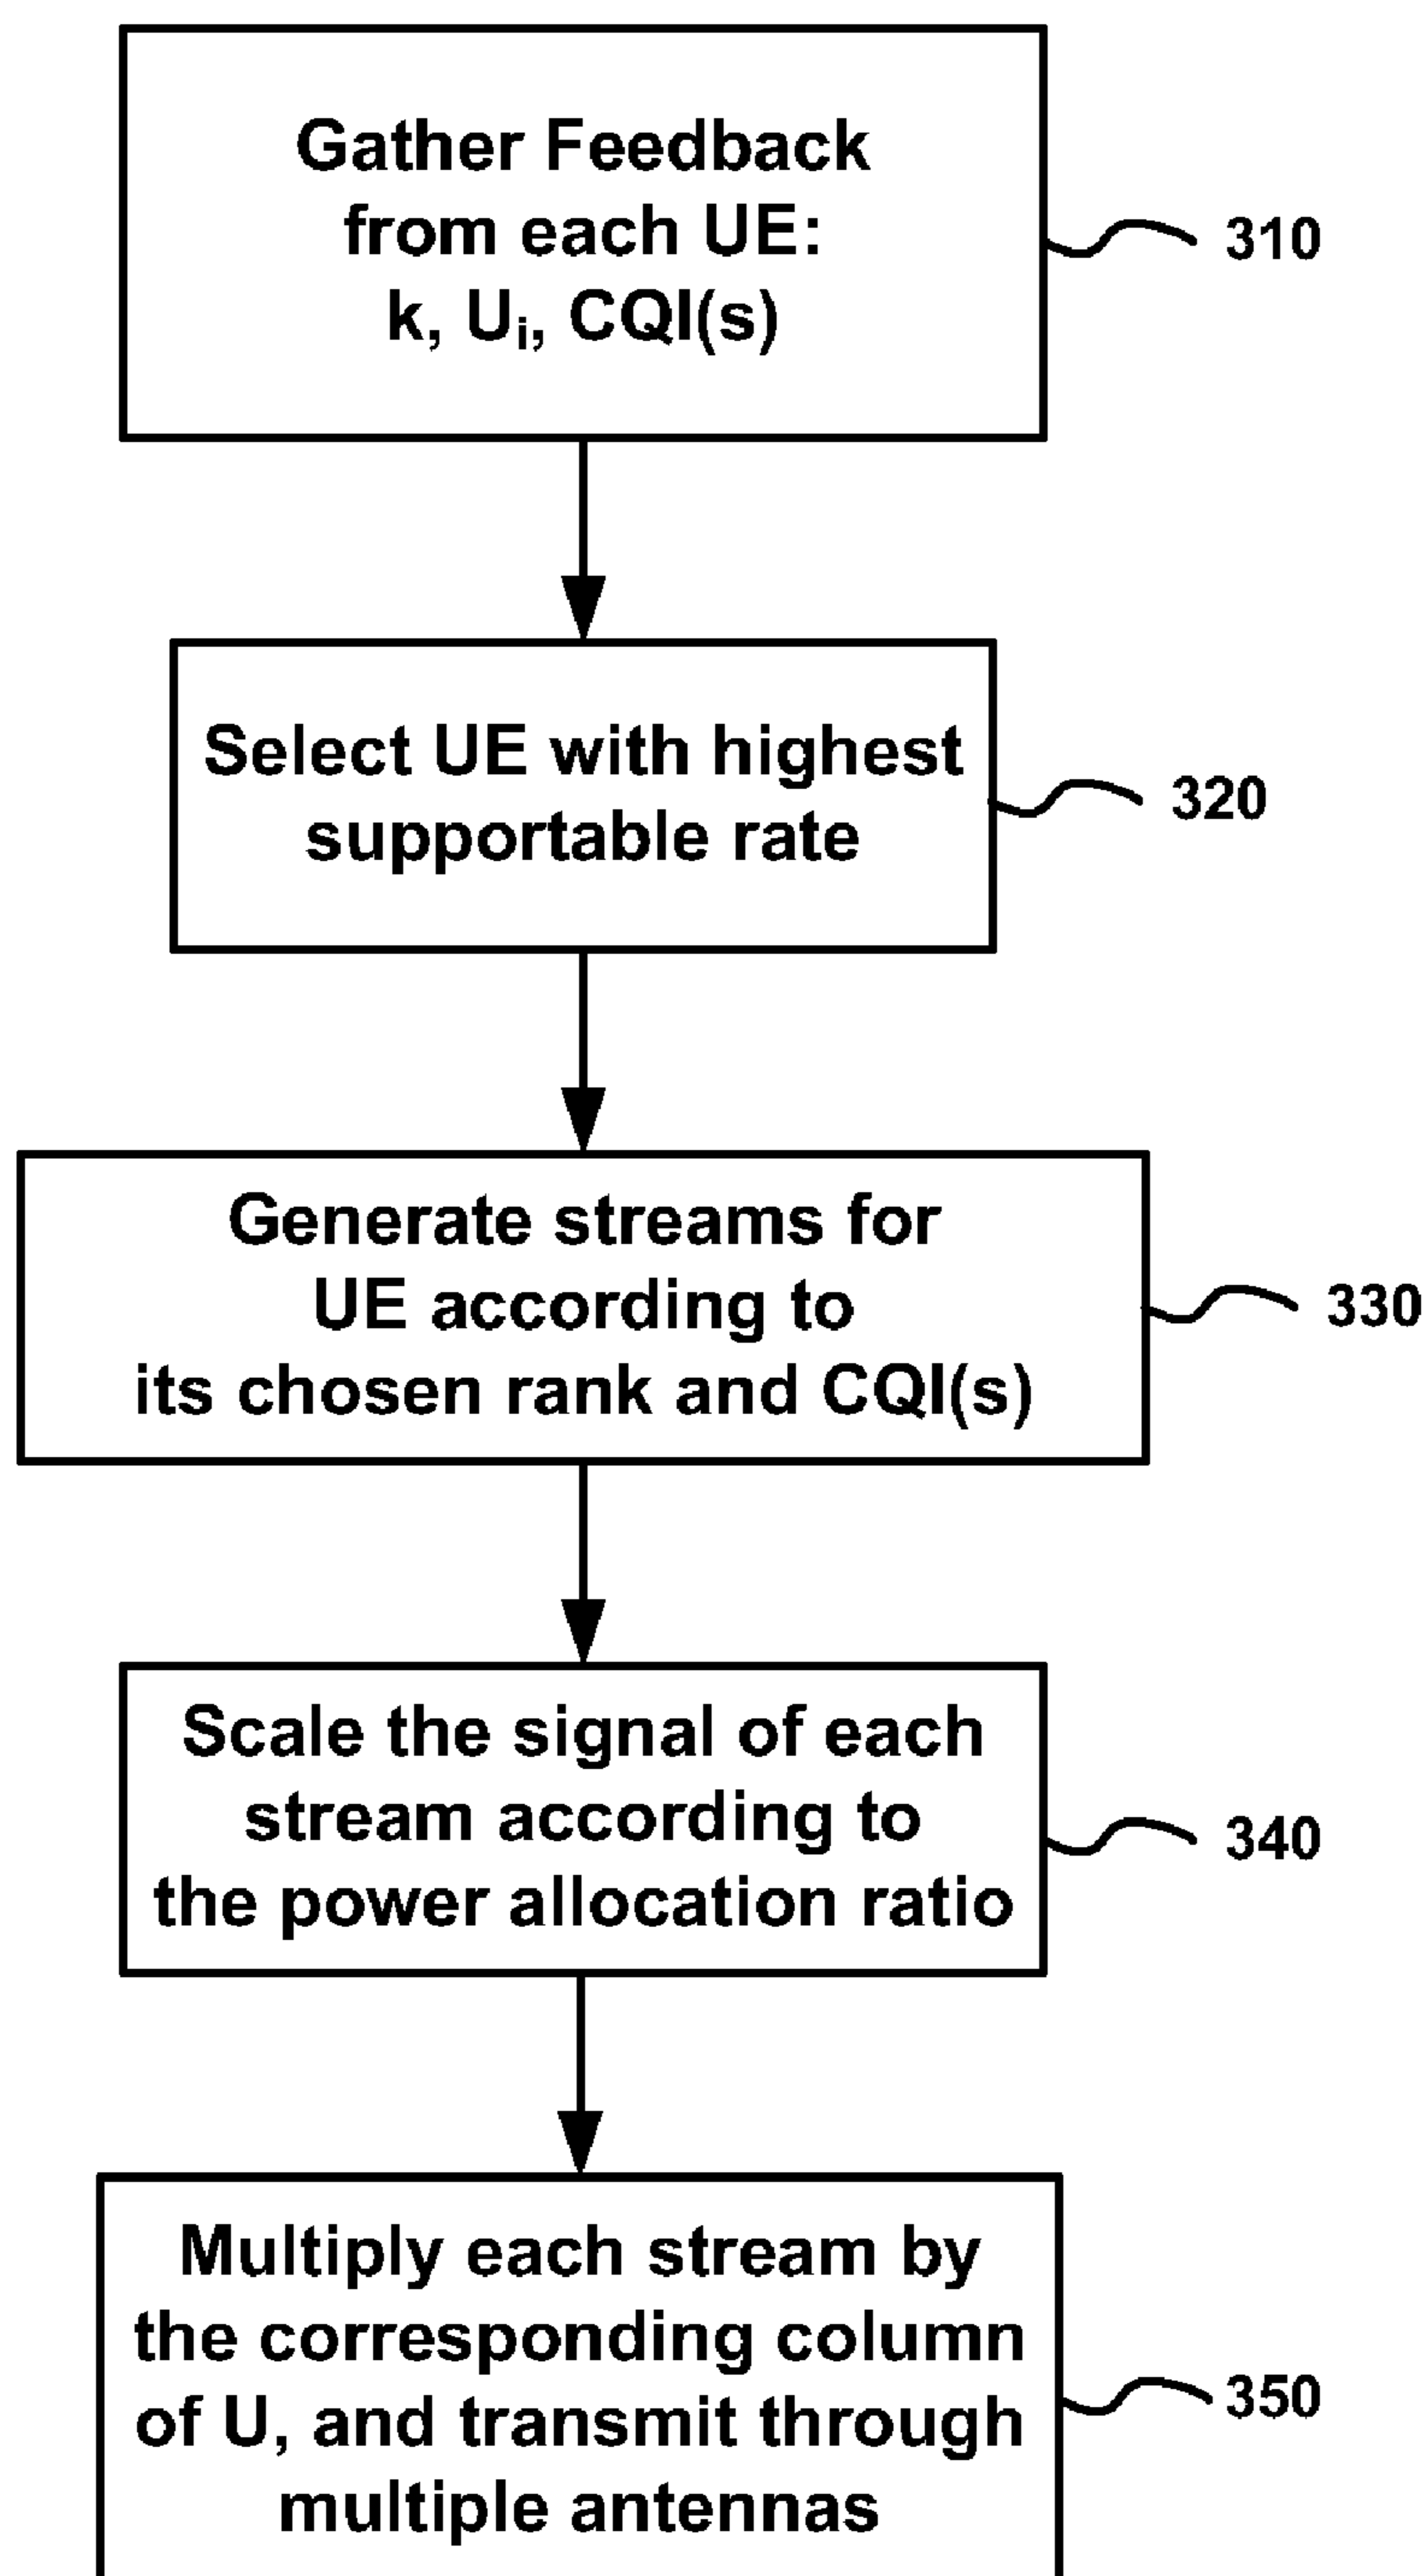 Gather Feedback
from each UE:
k, Uᵢ, CQI(s)
310
Select UE with highest
supportable rate
320
Generate streams for
UE according to
its chosen rank and CQI(s)
330
Scale the signal of each
stream according to
the power allocation ratio
340
Multiply each stream by
the corresponding column
of U, and transmit through
multiple antennas
350